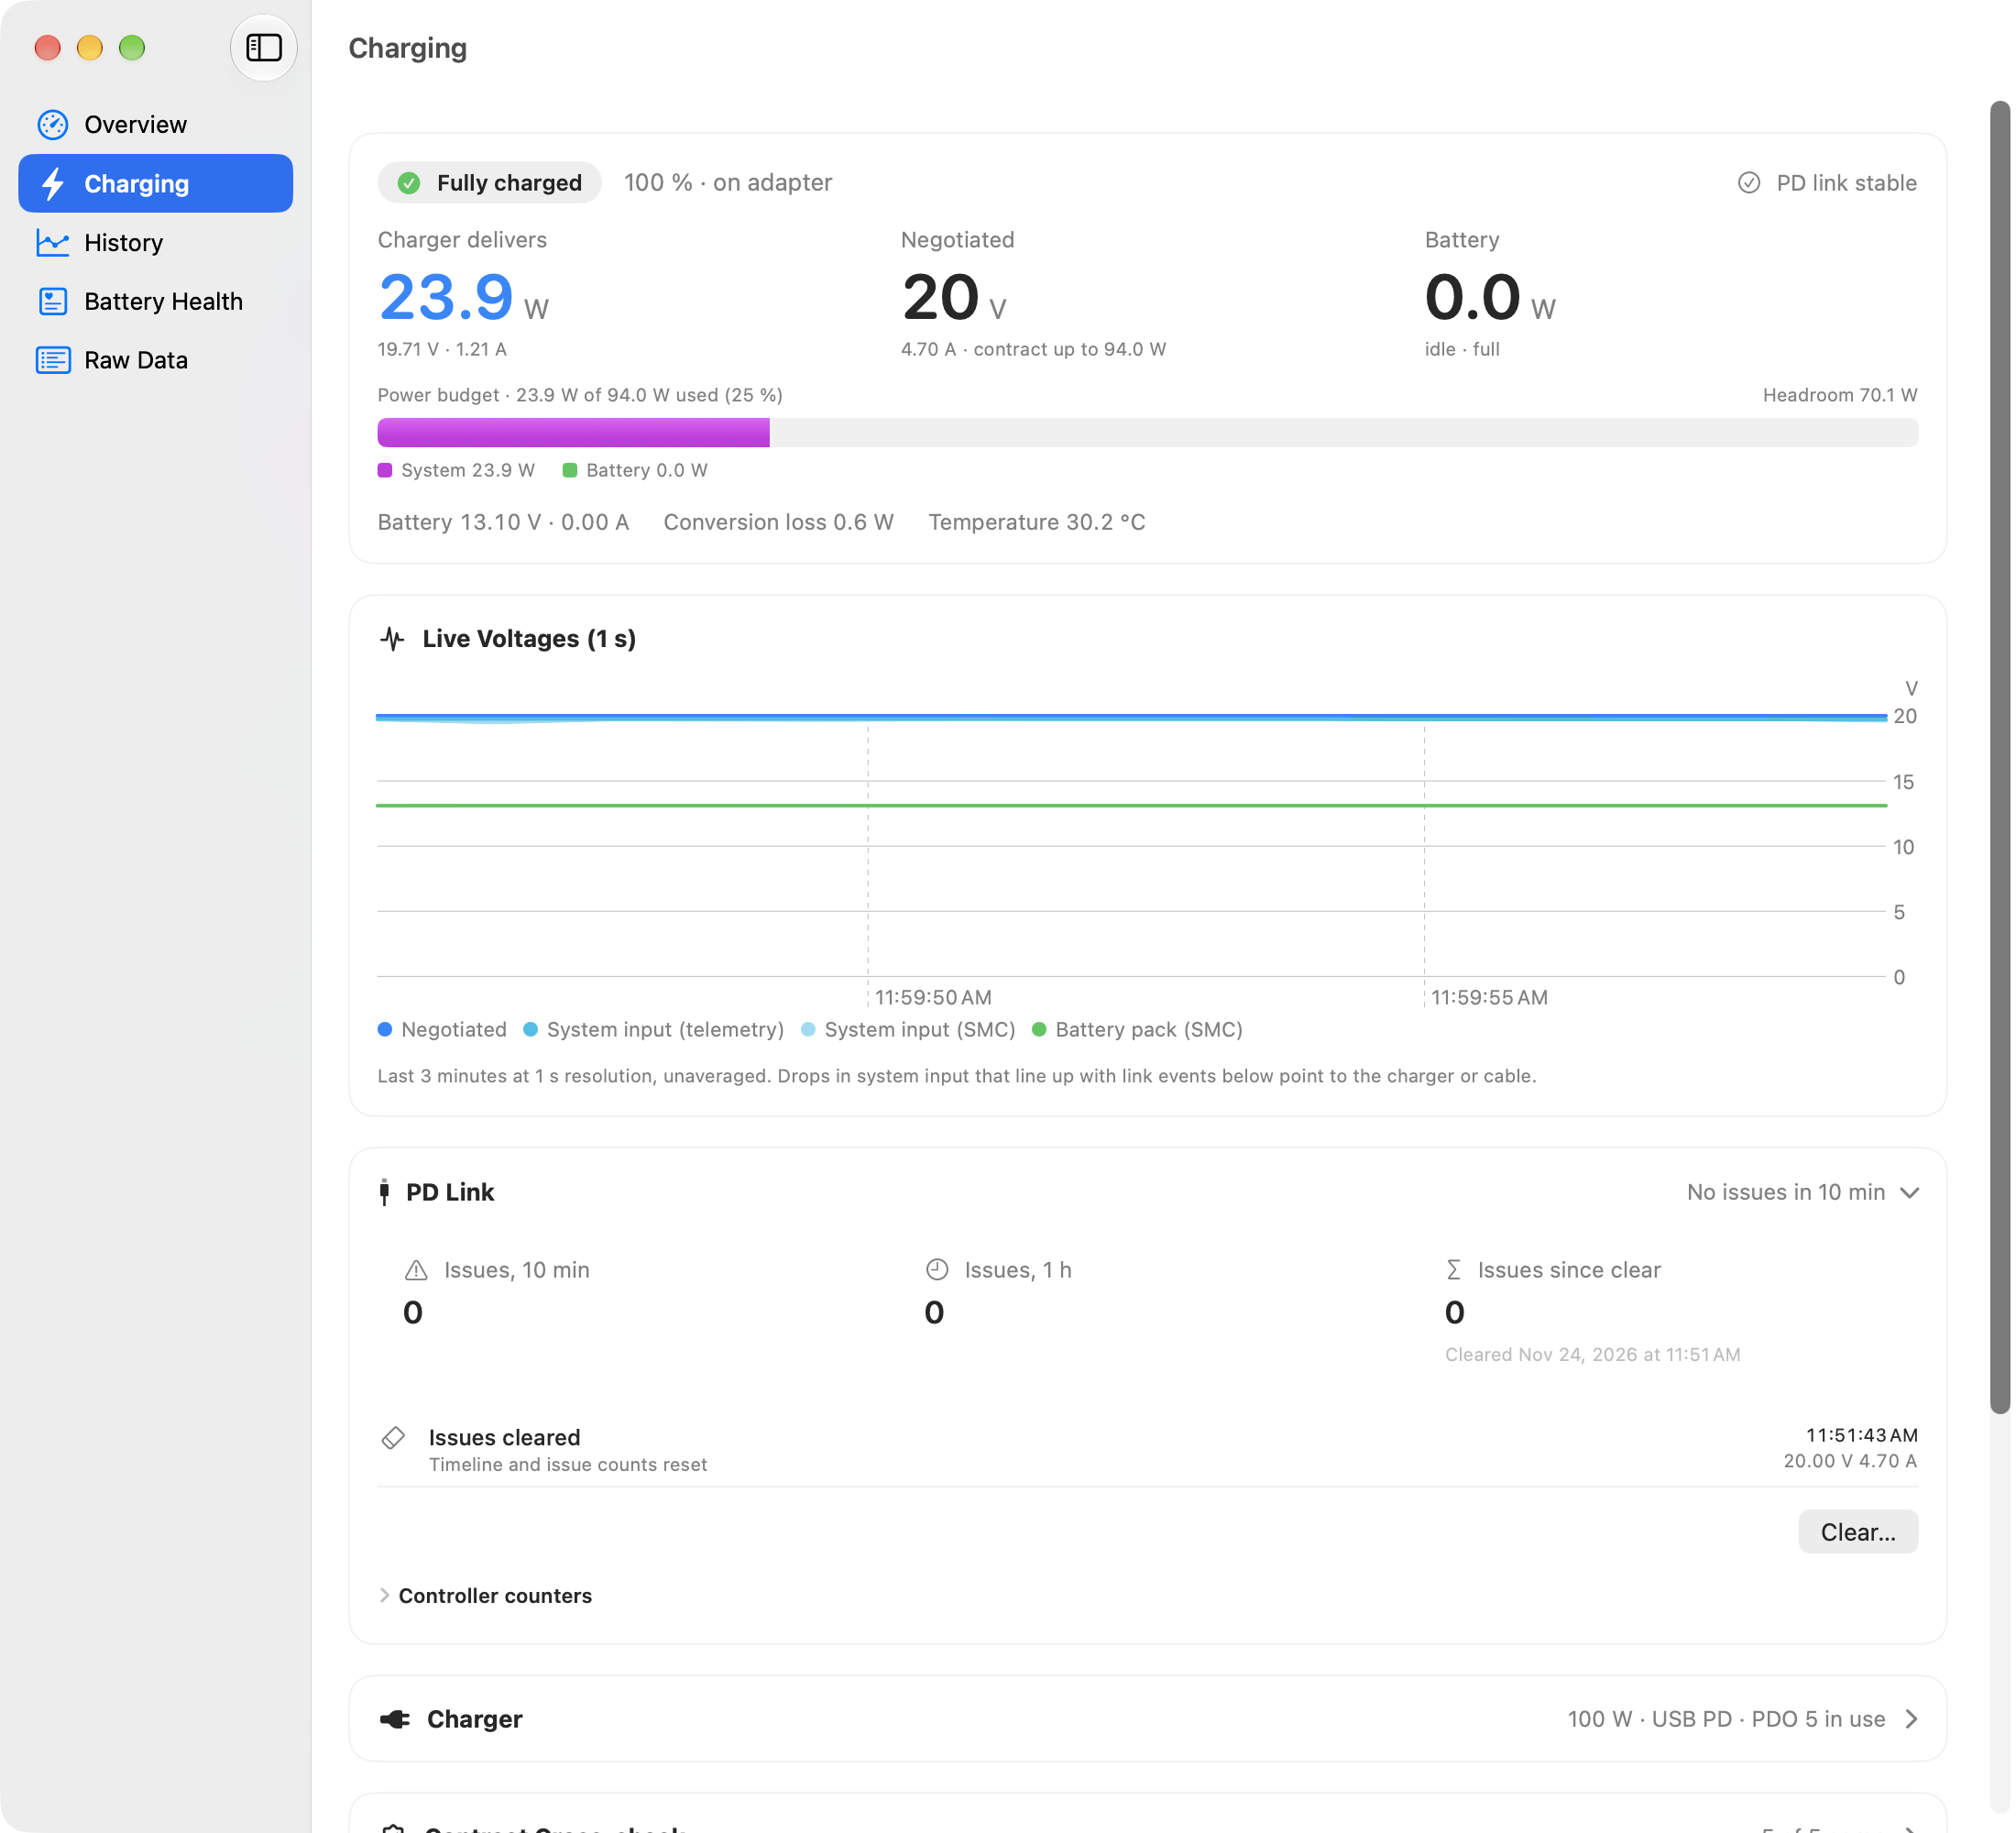 Charging
Overview
Charging
History
Battery Health
Raw Data
Fully charged
100 % · on adapter
PD link stable
Charger delivers
Negotiated
Battery
23.9 W
20 V
0.0 W
19.71 V · 1.21 A
4.70 A · contract up to 94.0 W
idle · full
Power budget · 23.9 W of 94.0 W used (25 %)
Headroom 70.1 W
System 23.9 W
Battery 0.0 W
Battery 13.10 V · 0.00 A
Conversion loss 0.6 W
Temperature 30.2 °C
Live Voltages (1 s)
V
20
15
10
5
0
11:59:50 AM
11:59:55 AM
Negotiated
System input (telemetry)
System input (SMC)
Battery pack (SMC)
Last 3 minutes at 1 s resolution, unaveraged. Drops in system input that line up with link events below point to the charger or cable.
PD Link
No issues in 10 min
Issues, 10 min
Issues, 1 h
Issues since clear
0
0
0
Cleared Nov 24, 2026 at 11:51 AM
Issues cleared
11:51:43 AM
Timeline and issue counts reset
20.00 V 4.70 A
Clear...
Controller counters
Charger
100 W · USB PD · PDO 5 in use